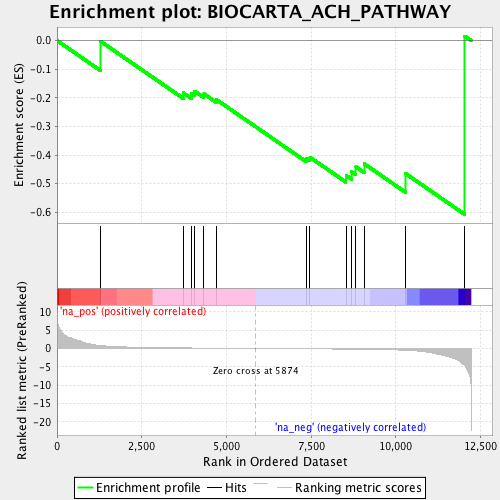 Enrichment plot: BIOCARTA_ACH_PATHWAY
Enrichment score (ES)
0.0
-0.1
-0.2
-0.3
-0.4
-0.5
-0.6
'na_pos' (positively correlated)
Ranked list metric (PreRanked)
10
5
0
-5
-10
-15
-20
Zero cross at 5874
'na_neg' (negatively correlated)
0
2,500
5,000
7,500
10,000
12,500
Rank in Ordered Dataset
Enrichment profile
Hits
Ranking metric scores